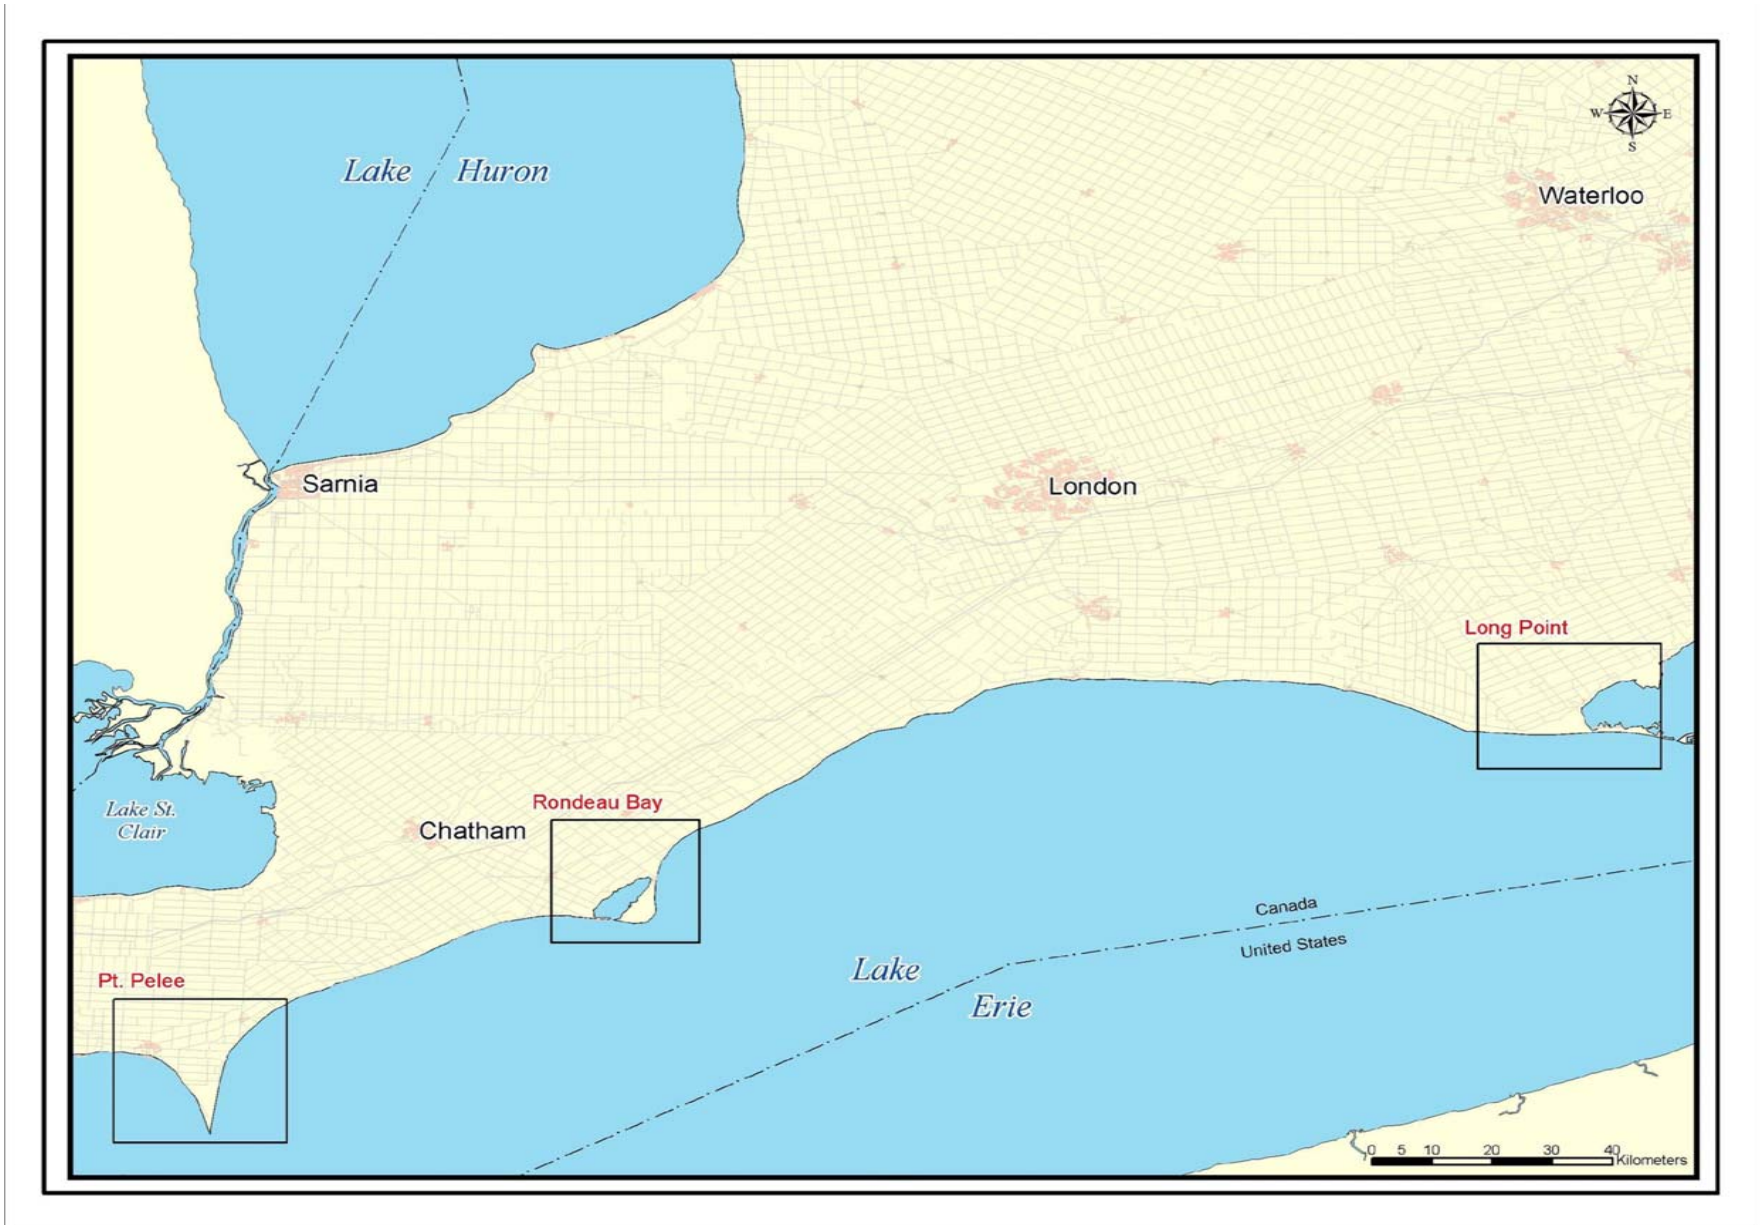 N
W E
S
Lake Huron
Waterloo
Sarnia
London
Long Point
Lake St.
Clair
Rondeau Bay
Chatham
Canada
United States
Lake
Erie
Pt. Pelee
0 5 10 20 30 40
Kilometers